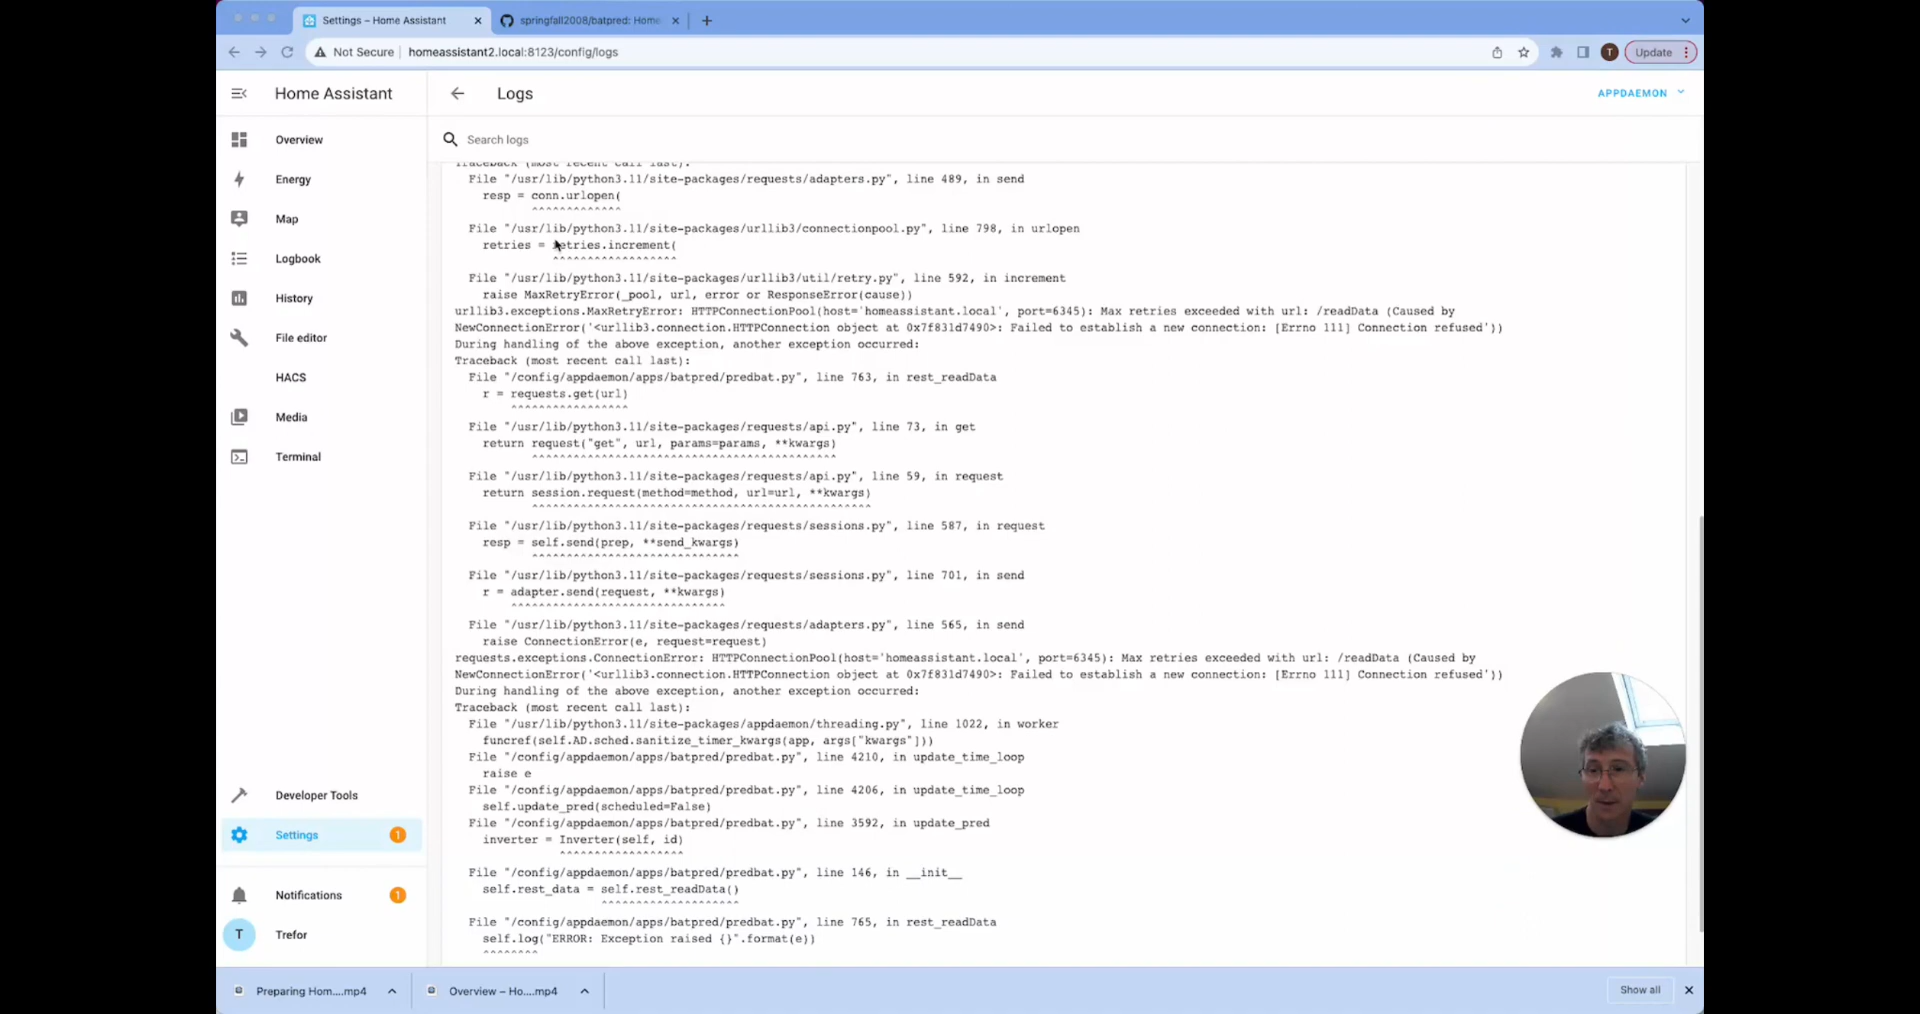 Settings – Home Assistant
springfall2008/batpred: Home
Not Secure
homeassistant2.local:8123/config/logs
T
Update
Home Assistant
Logs
APPDAEMON
Overview
Energy
Map
Logbook
History
File editor
HACS
Media
Terminal
Developer Tools
Settings
1
Notifications
1
T
Trefor
Search logs
Traceback (most recent call last):
File "/usr/lib/python3.11/site-packages/requests/adapters.py", line 489, in send
resp = conn.urlopen(
^^^^^^^^^^^^^
File "/usr/lib/python3.11/site-packages/urllib3/connectionpool.py", line 798, in urlopen
retries = retries.increment(
^^^^^^^^^^^^^^^^^^
File "/usr/lib/python3.11/site-packages/urllib3/util/retry.py", line 592, in increment
raise MaxRetryError(_pool, url, error or ResponseError(cause))
urllib3.exceptions.MaxRetryError: HTTPConnectionPool(host='homeassistant.local', port=6345): Max retries exceeded with url: /readData (Caused by
NewConnectionError('<urllib3.connection.HTTPConnection object at 0x7f831d7490>: Failed to establish a new connection: [Errno 111] Connection refused'))
During handling of the above exception, another exception occurred:
Traceback (most recent call last):
File "/config/appdaemon/apps/batpred/predbat.py", line 763, in rest_readData
r = requests.get(url)
^^^^^^^^^^^^^^^^^
File "/usr/lib/python3.11/site-packages/requests/api.py", line 73, in get
return request("get", url, params=params, **kwargs)
^^^^^^^^^^^^^^^^^^^^^^^^^^^^^^^^^^^^^^^^^^^^
File "/usr/lib/python3.11/site-packages/requests/api.py", line 59, in request
return session.request(method=method, url=url, **kwargs)
^^^^^^^^^^^^^^^^^^^^^^^^^^^^^^^^^^^^^^^^^^^^^^^^^
File "/usr/lib/python3.11/site-packages/requests/sessions.py", line 587, in request
resp = self.send(prep, **send_kwargs)
^^^^^^^^^^^^^^^^^^^^^^^^^^^^^^
File "/usr/lib/python3.11/site-packages/requests/sessions.py", line 701, in send
r = adapter.send(request, **kwargs)
^^^^^^^^^^^^^^^^^^^^^^^^^^^^^^^
File "/usr/lib/python3.11/site-packages/requests/adapters.py", line 565, in send
raise ConnectionError(e, request=request)
requests.exceptions.ConnectionError: HTTPConnectionPool(host='homeassistant.local', port=6345): Max retries exceeded with url: /readData (Caused by
NewConnectionError('<urllib3.connection.HTTPConnection object at 0x7f831d7490>: Failed to establish a new connection: [Errno 111] Connection refused'))
During handling of the above exception, another exception occurred:
Traceback (most recent call last):
File "/usr/lib/python3.11/site-packages/appdaemon/threading.py", line 1022, in worker
funcref(self.AD.sched.sanitize_timer_kwargs(app, args["kwargs"]))
File "/config/appdaemon/apps/batpred/predbat.py", line 4210, in update_time_loop
raise e
File "/config/appdaemon/apps/batpred/predbat.py", line 4206, in update_time_loop
self.update_pred(scheduled=False)
File "/config/appdaemon/apps/batpred/predbat.py", line 3592, in update_pred
inverter = Inverter(self, id)
^^^^^^^^^^^^^^^^^^
File "/config/appdaemon/apps/batpred/predbat.py", line 146, in __init__
self.rest_data = self.rest_readData()
^^^^^^^^^^^^^^^^^^^^
File "/config/appdaemon/apps/batpred/predbat.py", line 765, in rest_readData
self.log("ERROR: Exception raised {}".format(e))
^^^^^^^^
Preparing Hom....mp4
Overview – Ho....mp4
Show all